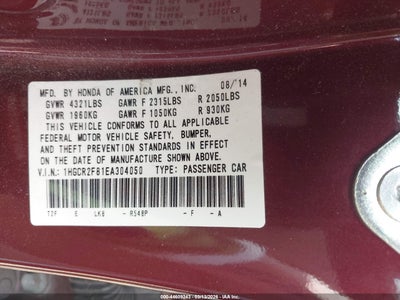 MFD. BY HONDA OF AMERICA MFG., INC. 08/14
GVWR 4321LBS GAWR F 2315LBS R 2050LBS
GVWR 1960KG GAWR F 1050KG R 930KG
THIS VEHICLE CONFORMS TO ALL APPLICABLE
FEDERAL MOTOR VEHICLE SAFETY, BUMPER,
AND THEFT PREVENTION STANDARDS IN EFFECT
ON THE DATE OF MANUFACTURE SHOWN ABOVE.
V.I.N: 1HGCR2F81EA304050 TYPE: PASSENGER CAR
T2F E LKB - R548P - F - A